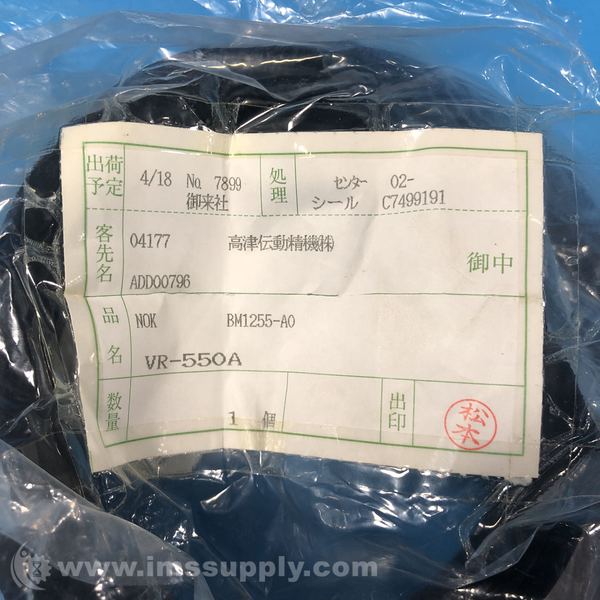 出荷予定 4/18 No. 7899 御来社 処理 センター 02-
シール C7499191
客先名 04177 高津伝動精機㈱ 御中
ADD00796
品名 NOK BM1255-A0
VR-550A
数量 1 個 出印 松本
www.imssupply.com